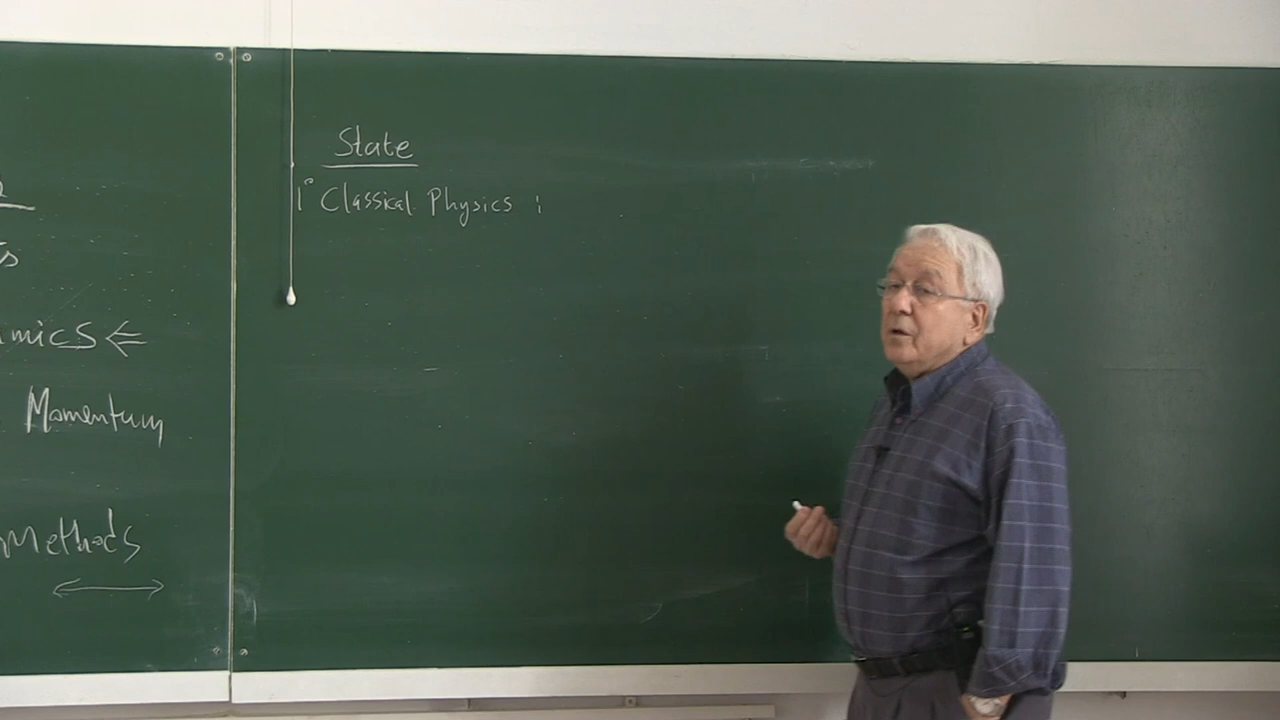 State
1° Classical Physics :
mics ⇐
Momentum
Methods